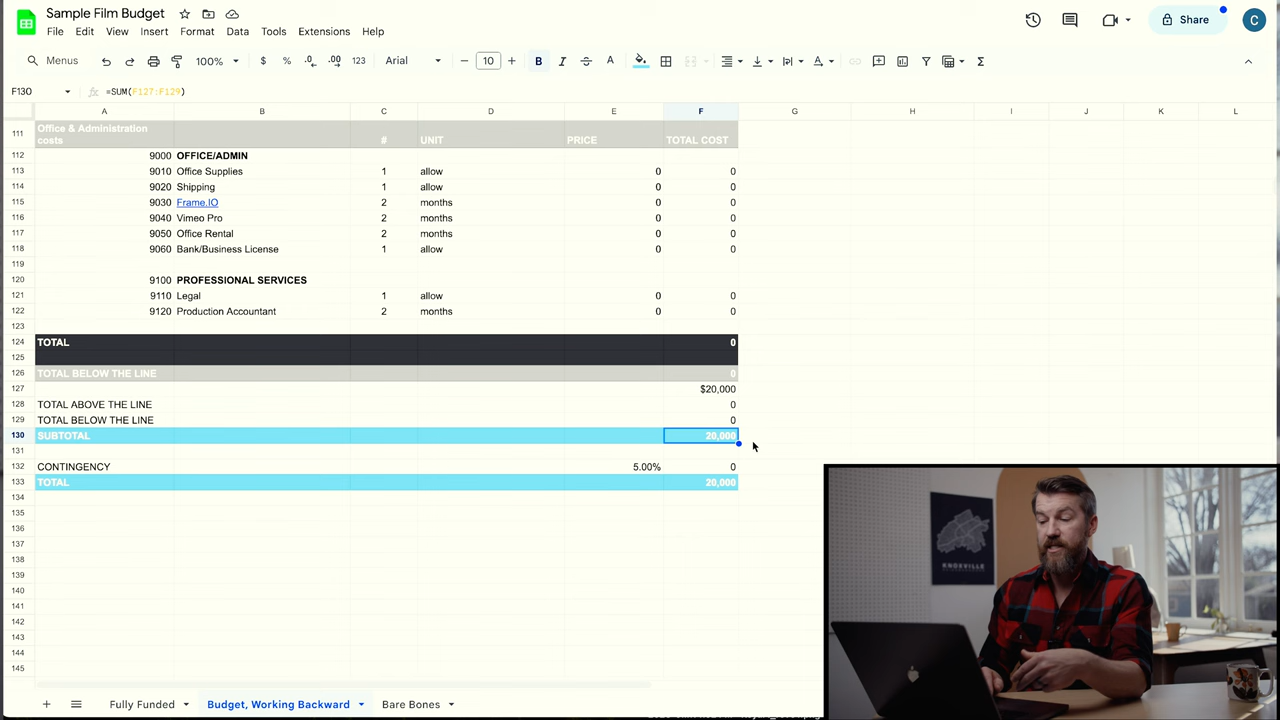 Sample Film Budget
File Edit View Insert Format Data Tools Extensions Help
Share C
Menus 100% $ % .0 .00 123 Arial 10 B I A
F130 =SUM(F127:F129)
A B C D E F G H I J K L
111 Office & Administration costs # UNIT PRICE TOTAL COST
112 9000 OFFICE/ADMIN
113 9010 Office Supplies 1 allow 0 0
114 9020 Shipping 1 allow 0 0
115 9030 Frame.IO 2 months 0 0
116 9040 Vimeo Pro 2 months 0 0
117 9050 Office Rental 2 months 0 0
118 9060 Bank/Business License 1 allow 0 0
119
120 9100 PROFESSIONAL SERVICES
121 9110 Legal 1 allow 0 0
122 9120 Production Accountant 2 months 0 0
123
124 TOTAL 0
125
126 TOTAL BELOW THE LINE 0
127 $20,000
128 TOTAL ABOVE THE LINE 0
129 TOTAL BELOW THE LINE 0
130 SUBTOTAL 20,000
131
132 CONTINGENCY 5.00% 0
133 TOTAL 20,000
134
135
136
137
138
139
140
141
142
143
144
145
KNOXVILLE
Fully Funded Budget, Working Backward Bare Bones